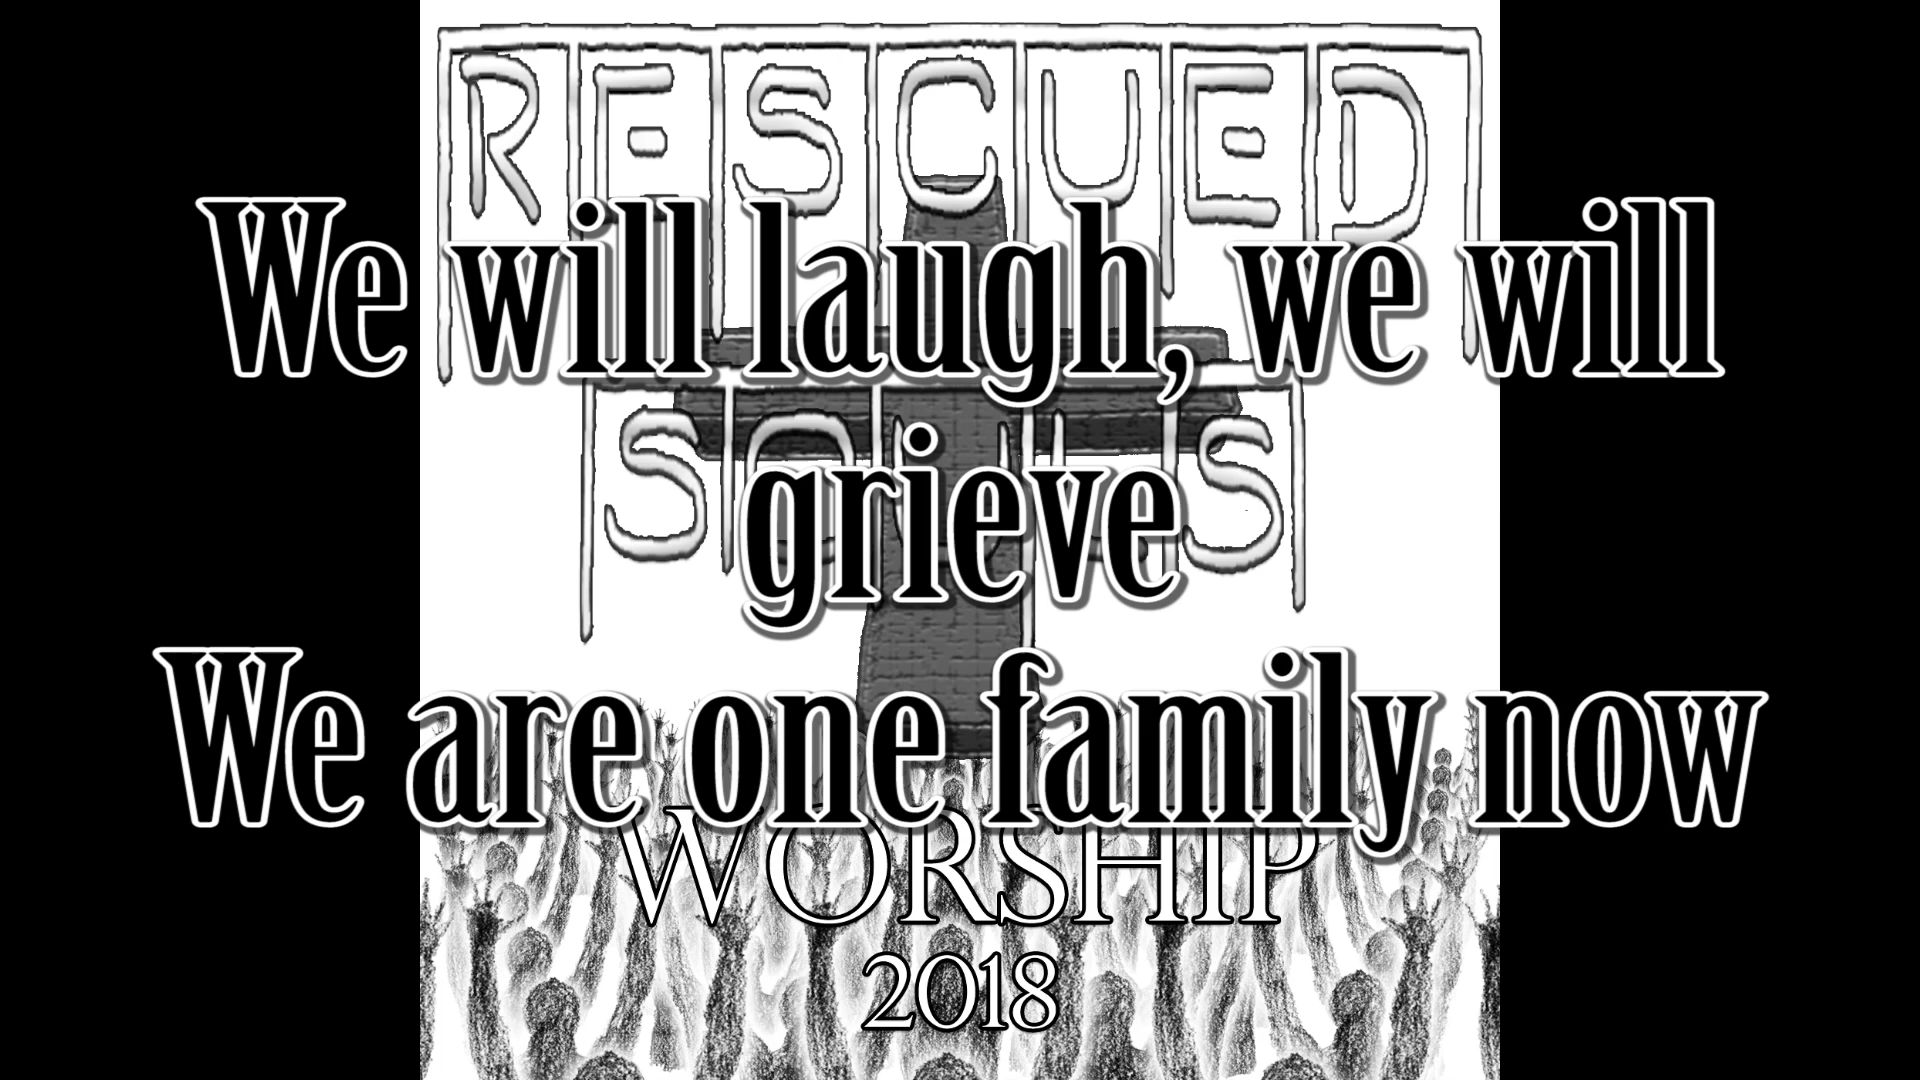 RESCUED
We will laugh, we will
SOULS
grieve
We are one family now
WORSHIP
2018